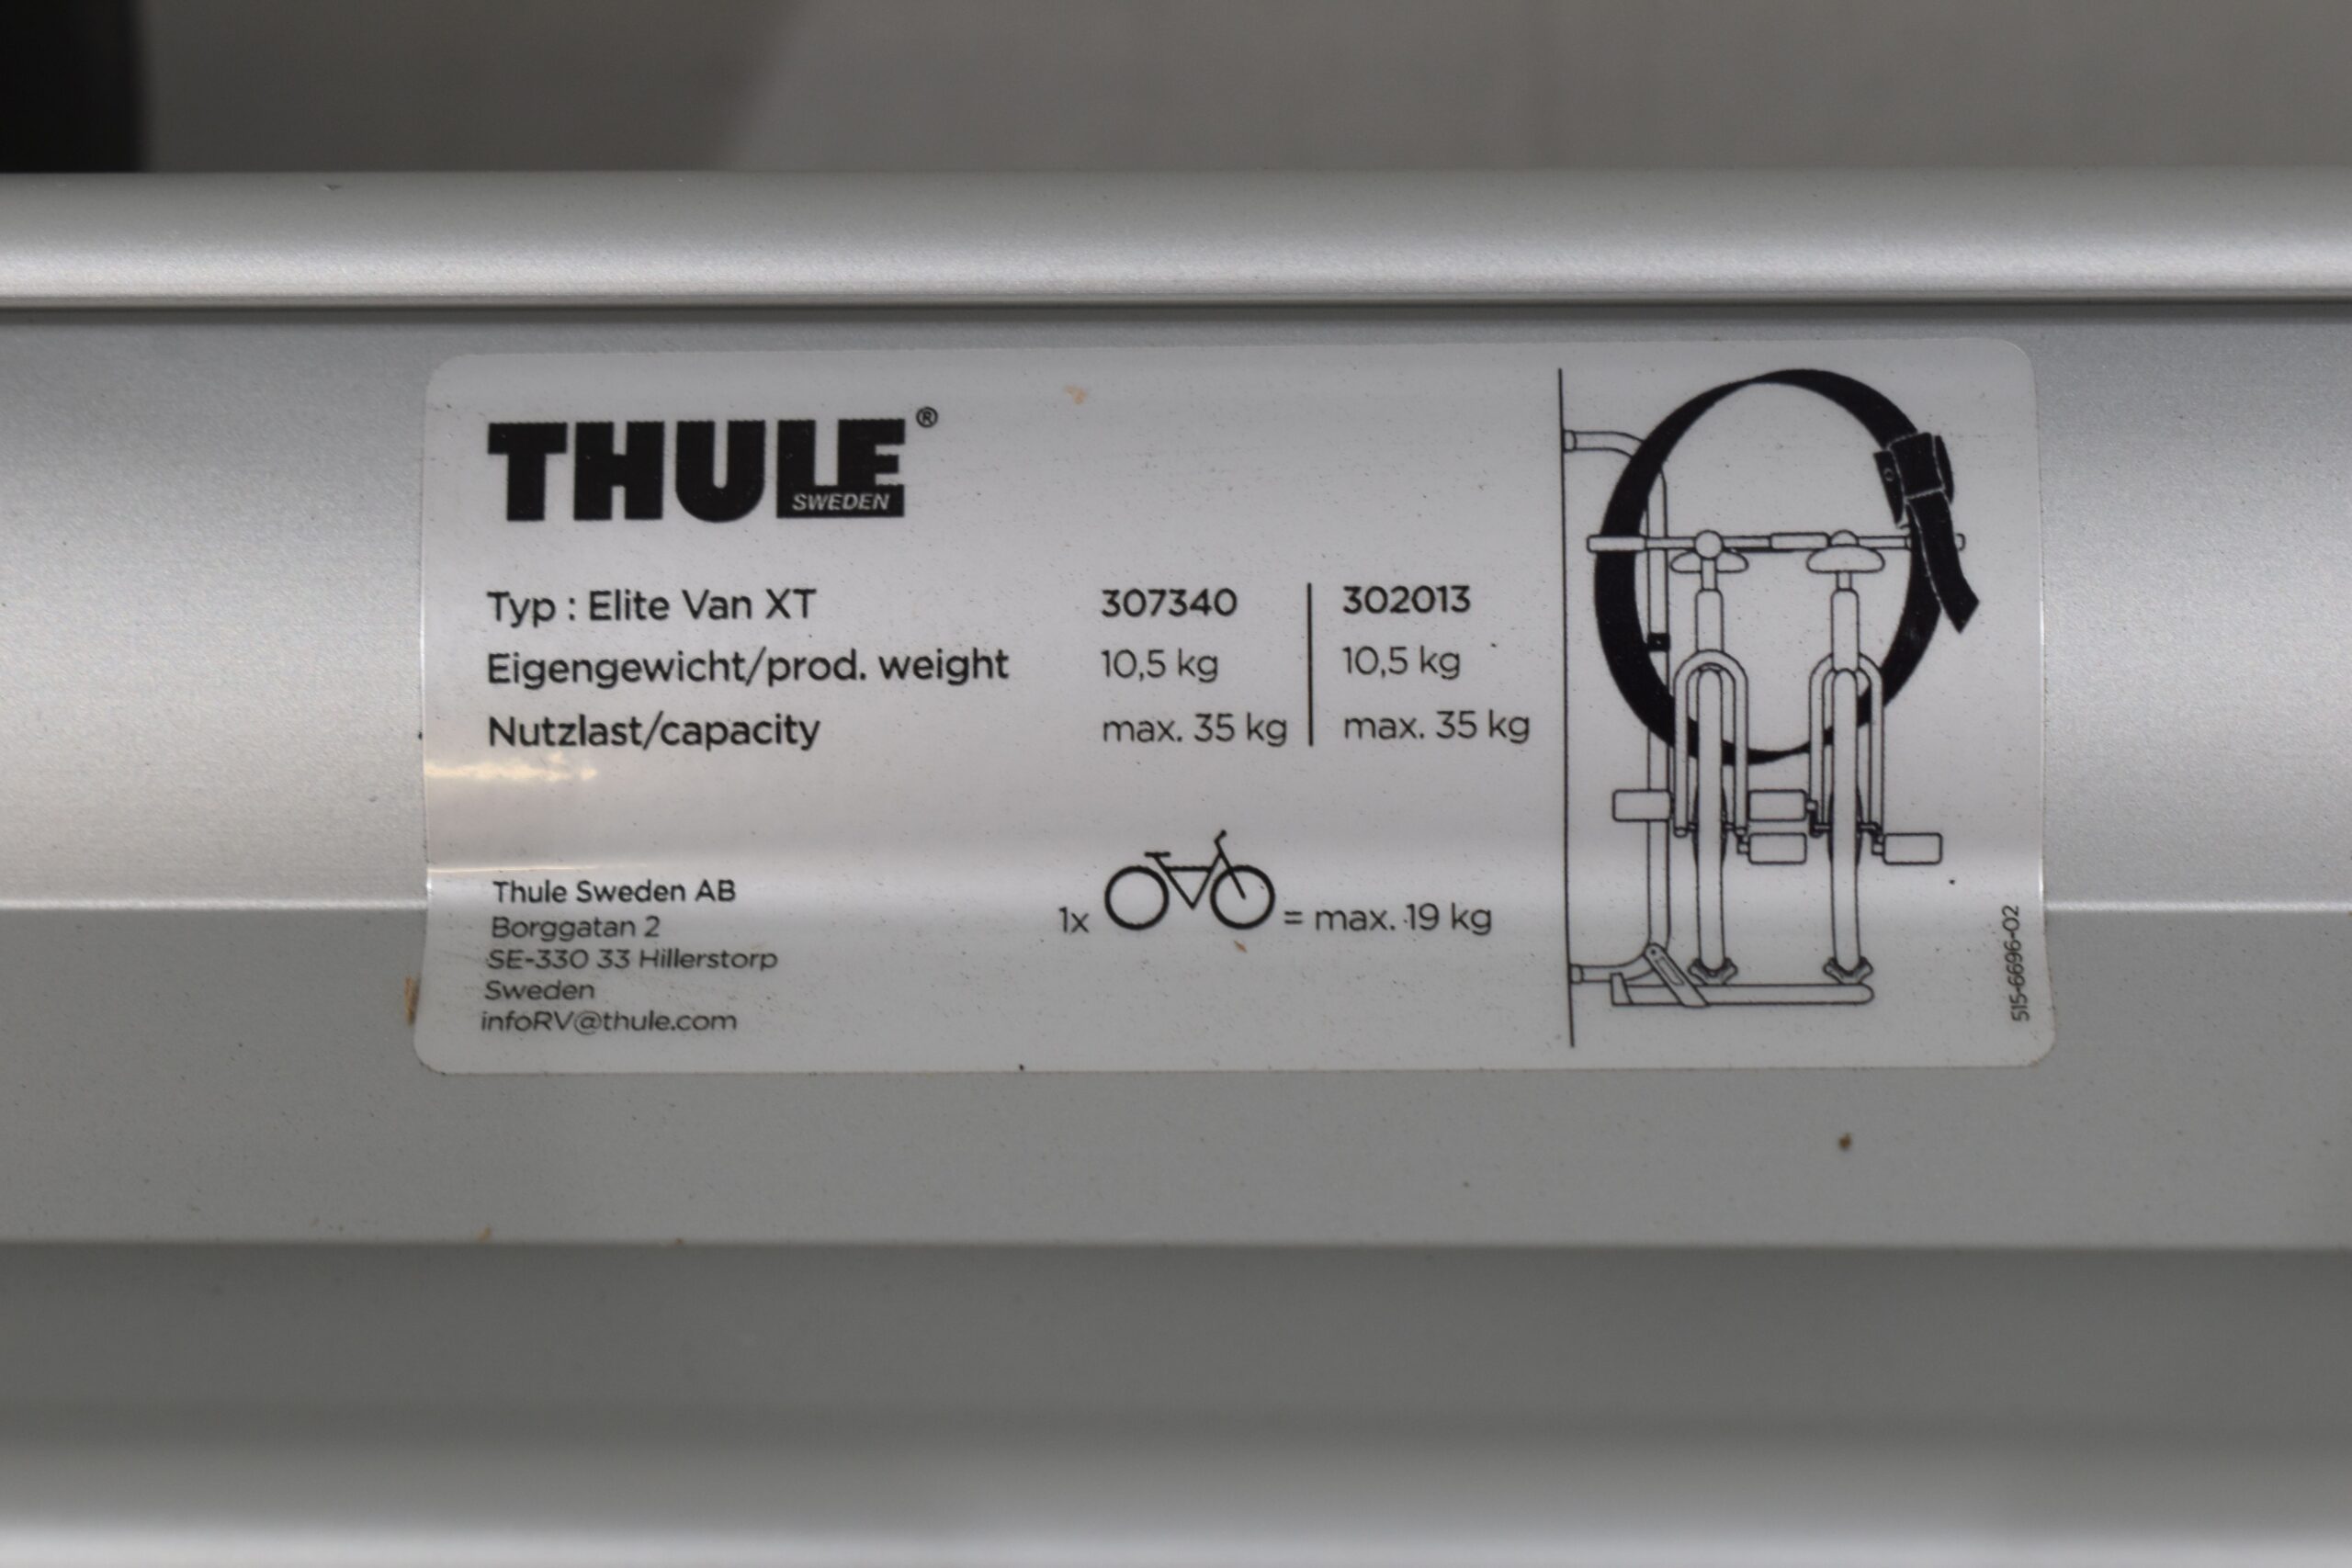 THULE®
SWEDEN
Typ : Elite Van XT 307340 302013
Eigengewicht/prod. weight 10,5 kg 10,5 kg
Nutzlast/capacity max. 35 kg max. 35 kg
1x = max. 19 kg
Thule Sweden AB
Borggatan 2
SE-330 33 Hillerstorp
Sweden
infoRV@thule.com
515-6696-02